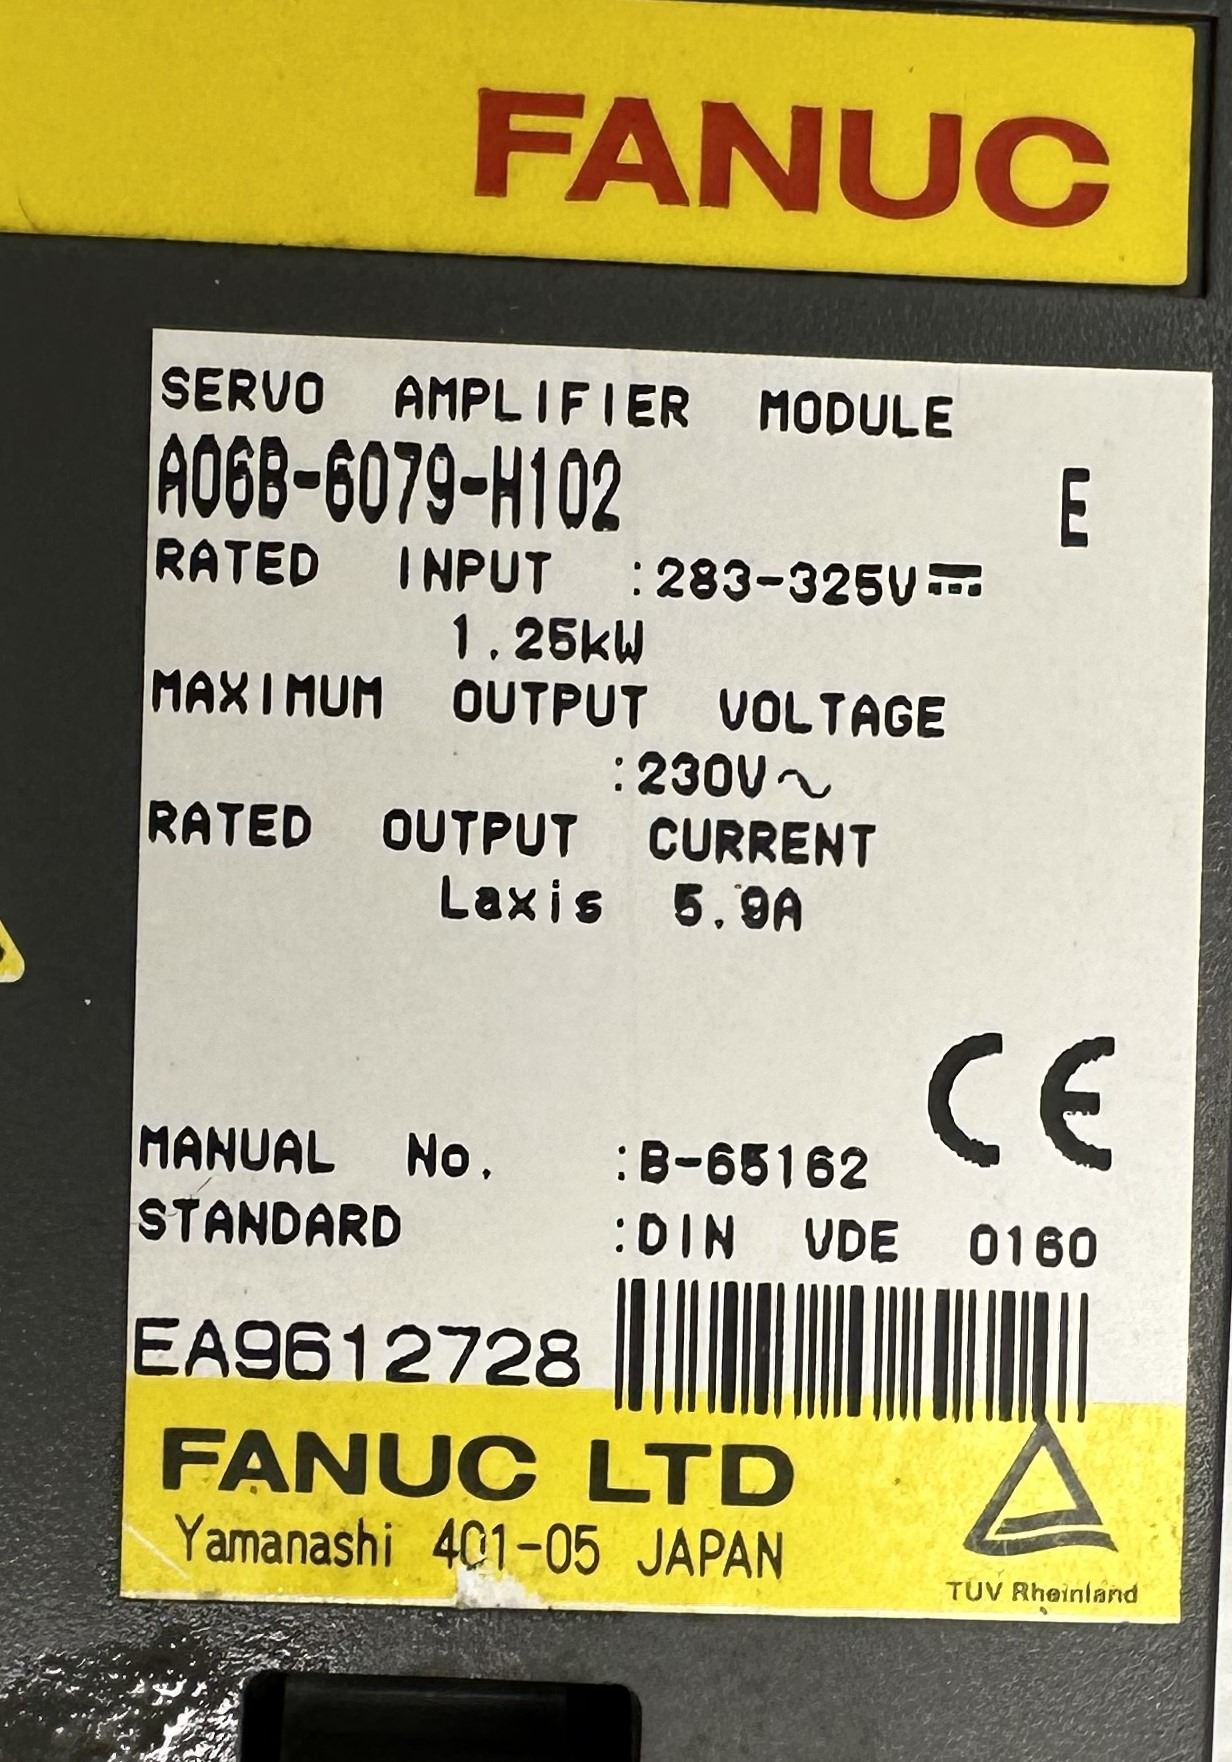 FANUC
SERVO AMPLIFIER MODULE
A06B-6079-H102 E
RATED INPUT :283-325V⎓
1.25kW
MAXIMUM OUTPUT VOLTAGE
:230V～
RATED OUTPUT CURRENT
Laxis 5.9A
CE
MANUAL No. :B-65162
STANDARD :DIN VDE 0160
EA9612728
FANUC LTD
Yamanashi 401-05 JAPAN
TUV Rheinland